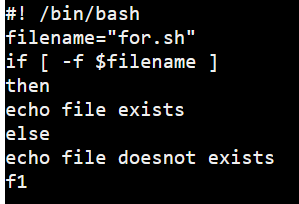 #! /bin/bash
filename="for.sh"
if [ -f $filename ]
then
echo file exists
else
echo file doesnot exists
f1